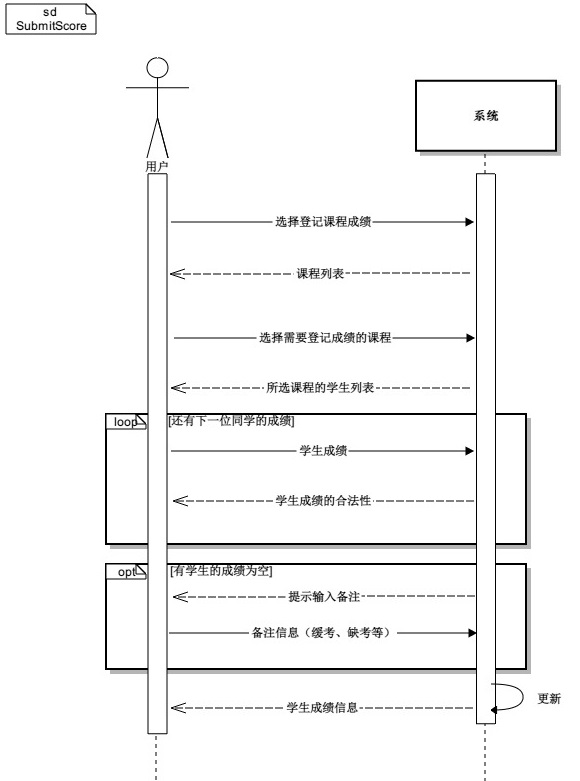 sd
SubmitScore
系统
用户
选择登记课程成绩
课程列表
选择需要登记成绩的课程
所选课程的学生列表
loop
[还有下一位同学的成绩]
学生成绩
学生成绩的合法性
opt
[有学生的成绩为空]
提示输入备注
备注信息（缓考、缺考等）
更新
学生成绩信息